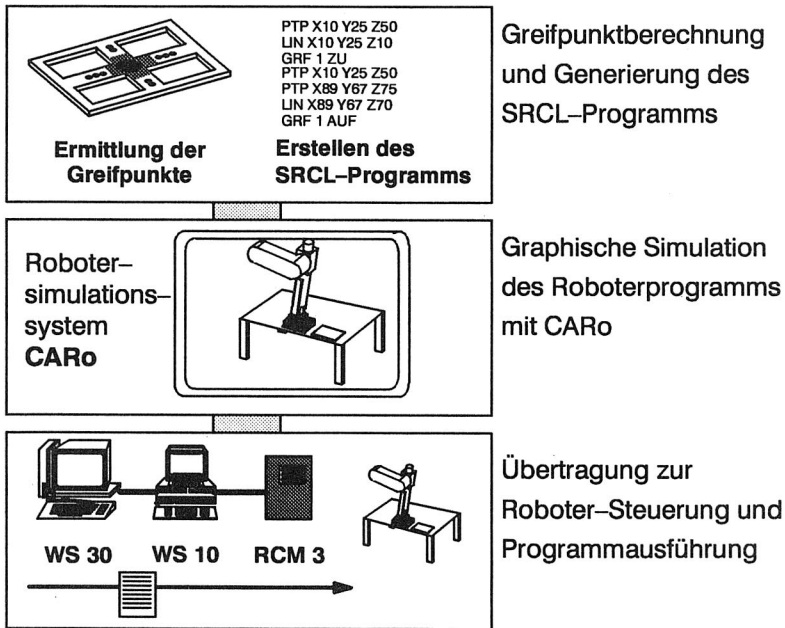 PTP X10 Y25 Z50
LIN X10 Y25 Z10
GRF 1 ZU
PTP X10 Y25 Z50
PTP X89 Y67 Z75
LIN X89 Y67 Z70
GRF 1 AUF
Ermittlung der
Greifpunkte
Erstellen des
SRCL–Programms
Greifpunktberechnung
und Generierung des
SRCL–Programms
Roboter–
simulations–
system
CARo
Graphische Simulation
des Roboterprogramms
mit CARo
WS 30
WS 10
RCM 3
Übertragung zur
Roboter–Steuerung und
Programmausführung